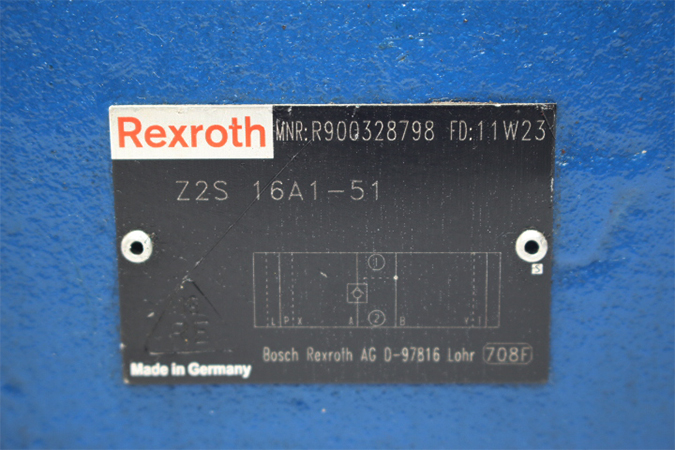 Rexroth MNR:R900328798 FD:11W23
Z2S 16A1-51
1
L P X A 2 B Y T
S
Bosch Rexroth AG D-97816 Lohr 708F
Made in Germany